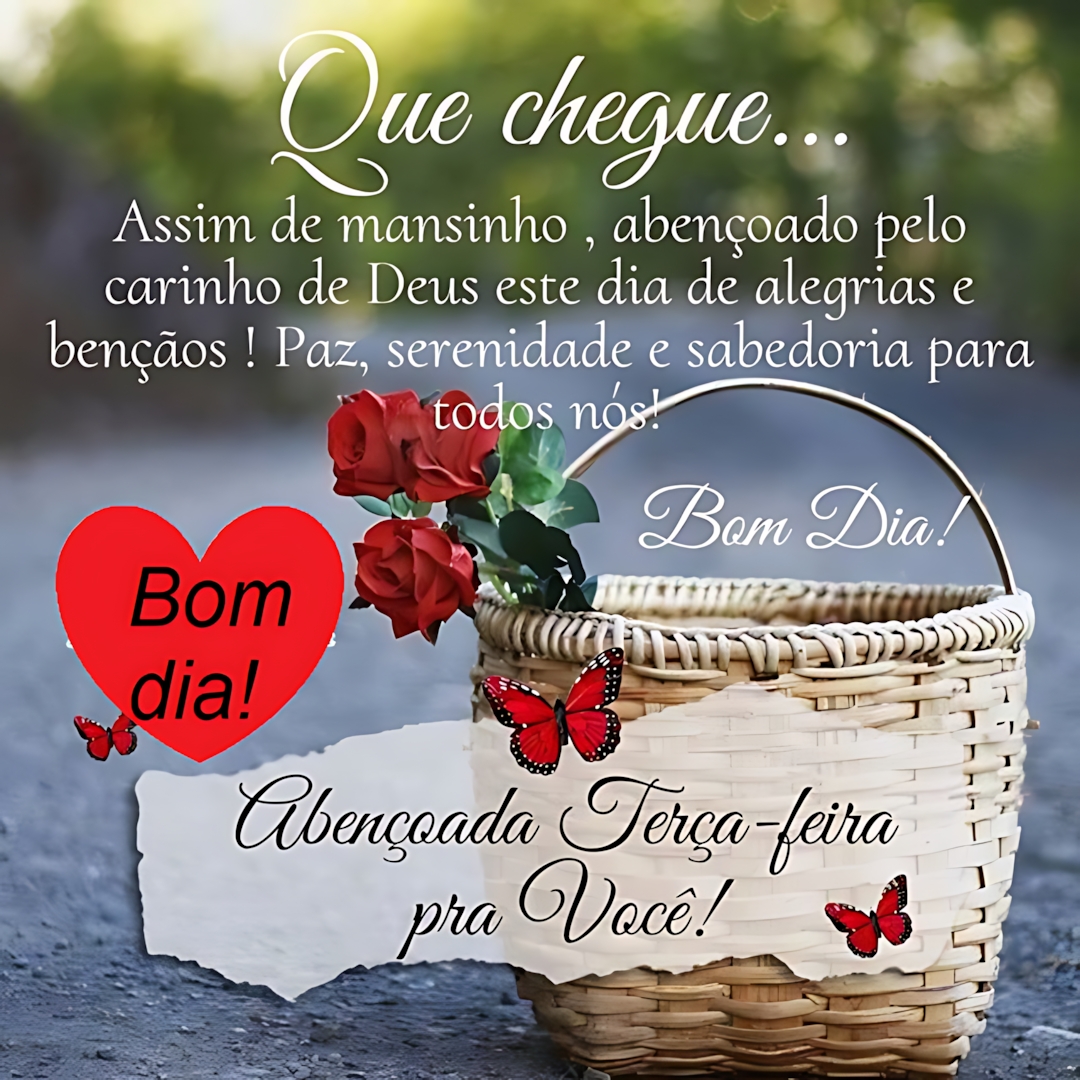 Que chegue...
Assim de mansinho , abençoado pelo
carinho de Deus este dia de alegrias e
bençãos ! Paz, serenidade e sabedoria para
todos nós!
Bom Dia!
Bom
dia!
Abençoada Terça-feira
pra Você!